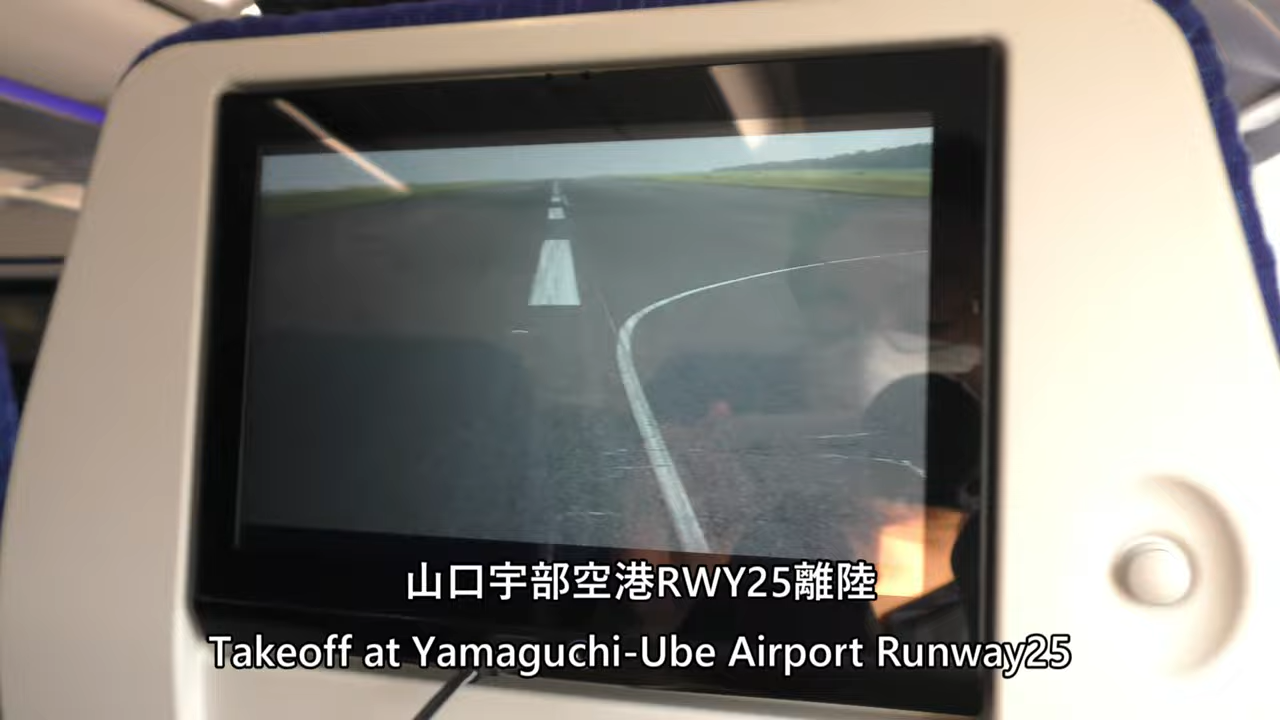 山口宇部空港RWY25離陸
Takeoff at Yamaguchi-Ube Airport Runway25